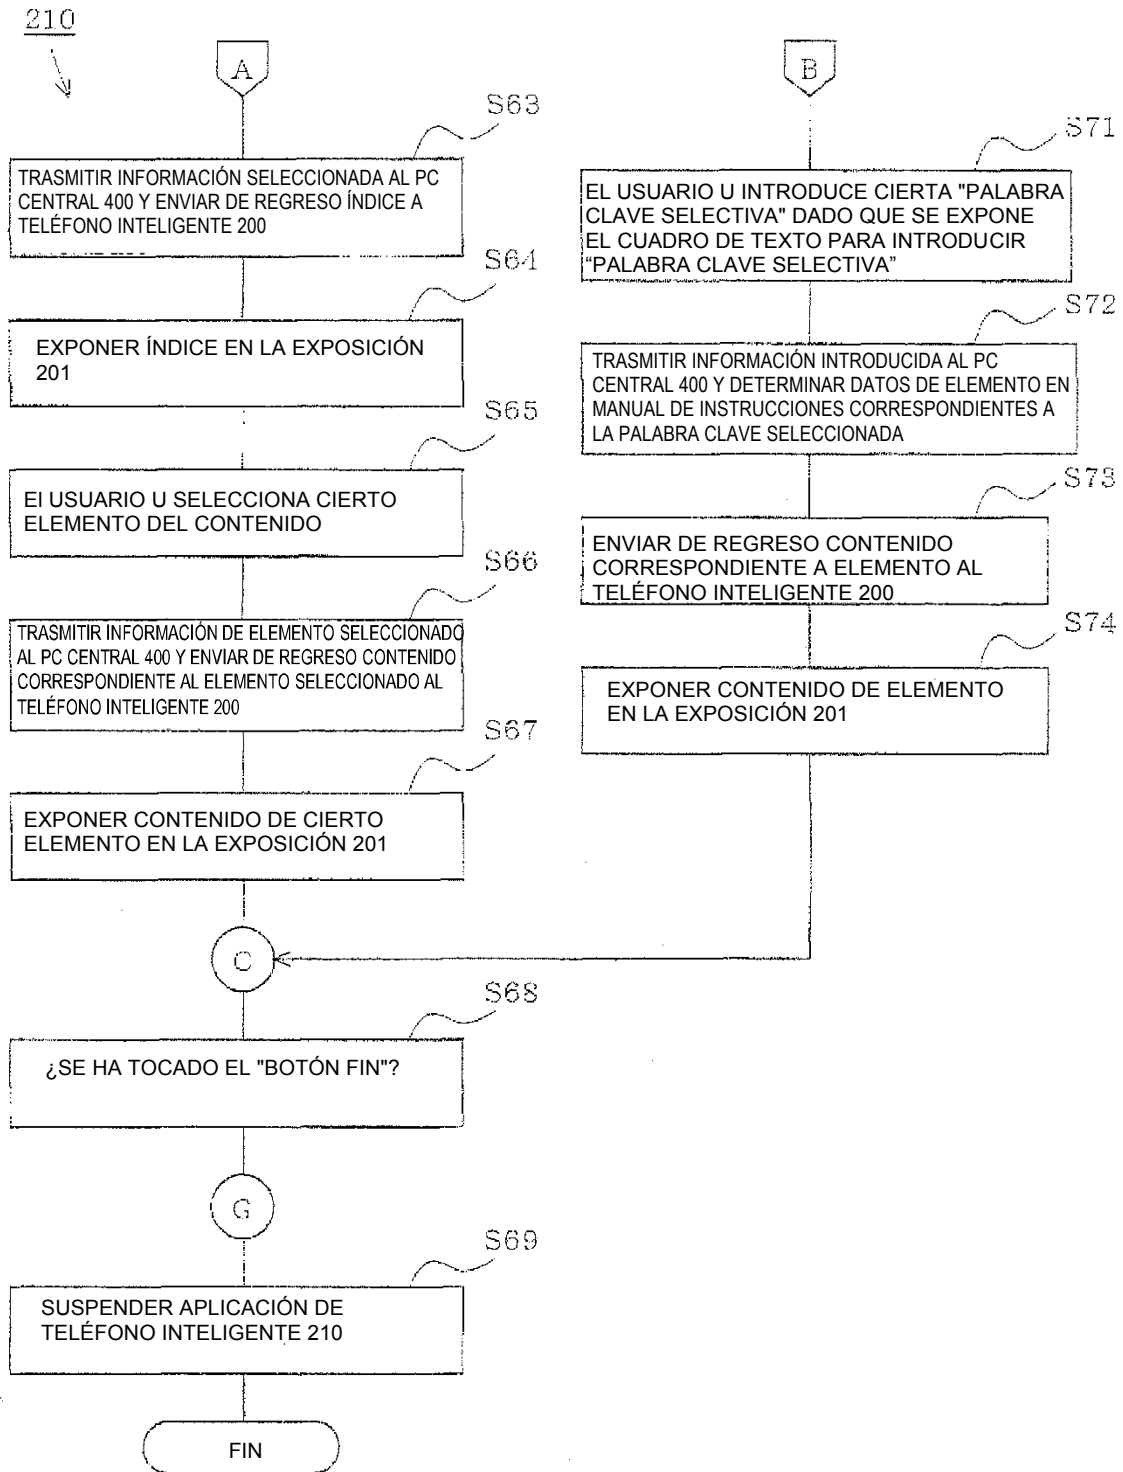 210
A
S63
TRASMITIR INFORMACIÓN SELECCIONADA AL PC
CENTRAL 400 Y ENVIAR DE REGRESO ÍNDICE A
TELÉFONO INTELIGENTE 200
S64
EXPONER ÍNDICE EN LA EXPOSICIÓN
201
S65
El USUARIO U SELECCIONA CIERTO
ELEMENTO DEL CONTENIDO
S66
TRASMITIR INFORMACIÓN DE ELEMENTO SELECCIONADO
AL PC CENTRAL 400 Y ENVIAR DE REGRESO CONTENIDO
CORRESPONDIENTE AL ELEMENTO SELECCIONADO AL
TELÉFONO INTELIGENTE 200
S67
EXPONER CONTENIDO DE CIERTO
ELEMENTO EN LA EXPOSICIÓN 201
C
S68
¿SE HA TOCADO EL "BOTÓN FIN"?
G
S69
SUSPENDER APLICACIÓN DE
TELÉFONO INTELIGENTE 210
FIN
B
S71
EL USUARIO U INTRODUCE CIERTA "PALABRA
CLAVE SELECTIVA" DADO QUE SE EXPONE
EL CUADRO DE TEXTO PARA INTRODUCIR
“PALABRA CLAVE SELECTIVA”
S72
TRASMITIR INFORMACIÓN INTRODUCIDA AL PC
CENTRAL 400 Y DETERMINAR DATOS DE ELEMENTO EN
MANUAL DE INSTRUCCIONES CORRESPONDIENTES A
LA PALABRA CLAVE SELECCIONADA
S73
ENVIAR DE REGRESO CONTENIDO
CORRESPONDIENTE A ELEMENTO AL
TELÉFONO INTELIGENTE 200
S74
EXPONER CONTENIDO DE ELEMENTO
EN LA EXPOSICIÓN 201